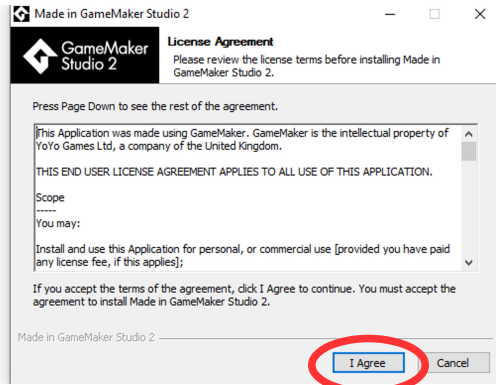 Made in GameMaker Studio 2
GameMaker
Studio 2
License Agreement
Please review the license terms before installing Made in
GameMaker Studio 2.
Press Page Down to see the rest of the agreement.
This Application was made using GameMaker. GameMaker is the intellectual property of
YoYo Games Ltd, a company of the United Kingdom.
THIS END USER LICENSE AGREEMENT APPLIES TO ALL USE OF THIS APPLICATION.
Scope
-----
You may:
Install and use this Application for personal, or commercial use [provided you have paid
any license fee, if this applies];
If you accept the terms of the agreement, click I Agree to continue. You must accept the
agreement to install Made in GameMaker Studio 2.
Made in GameMaker Studio 2
I Agree
Cancel